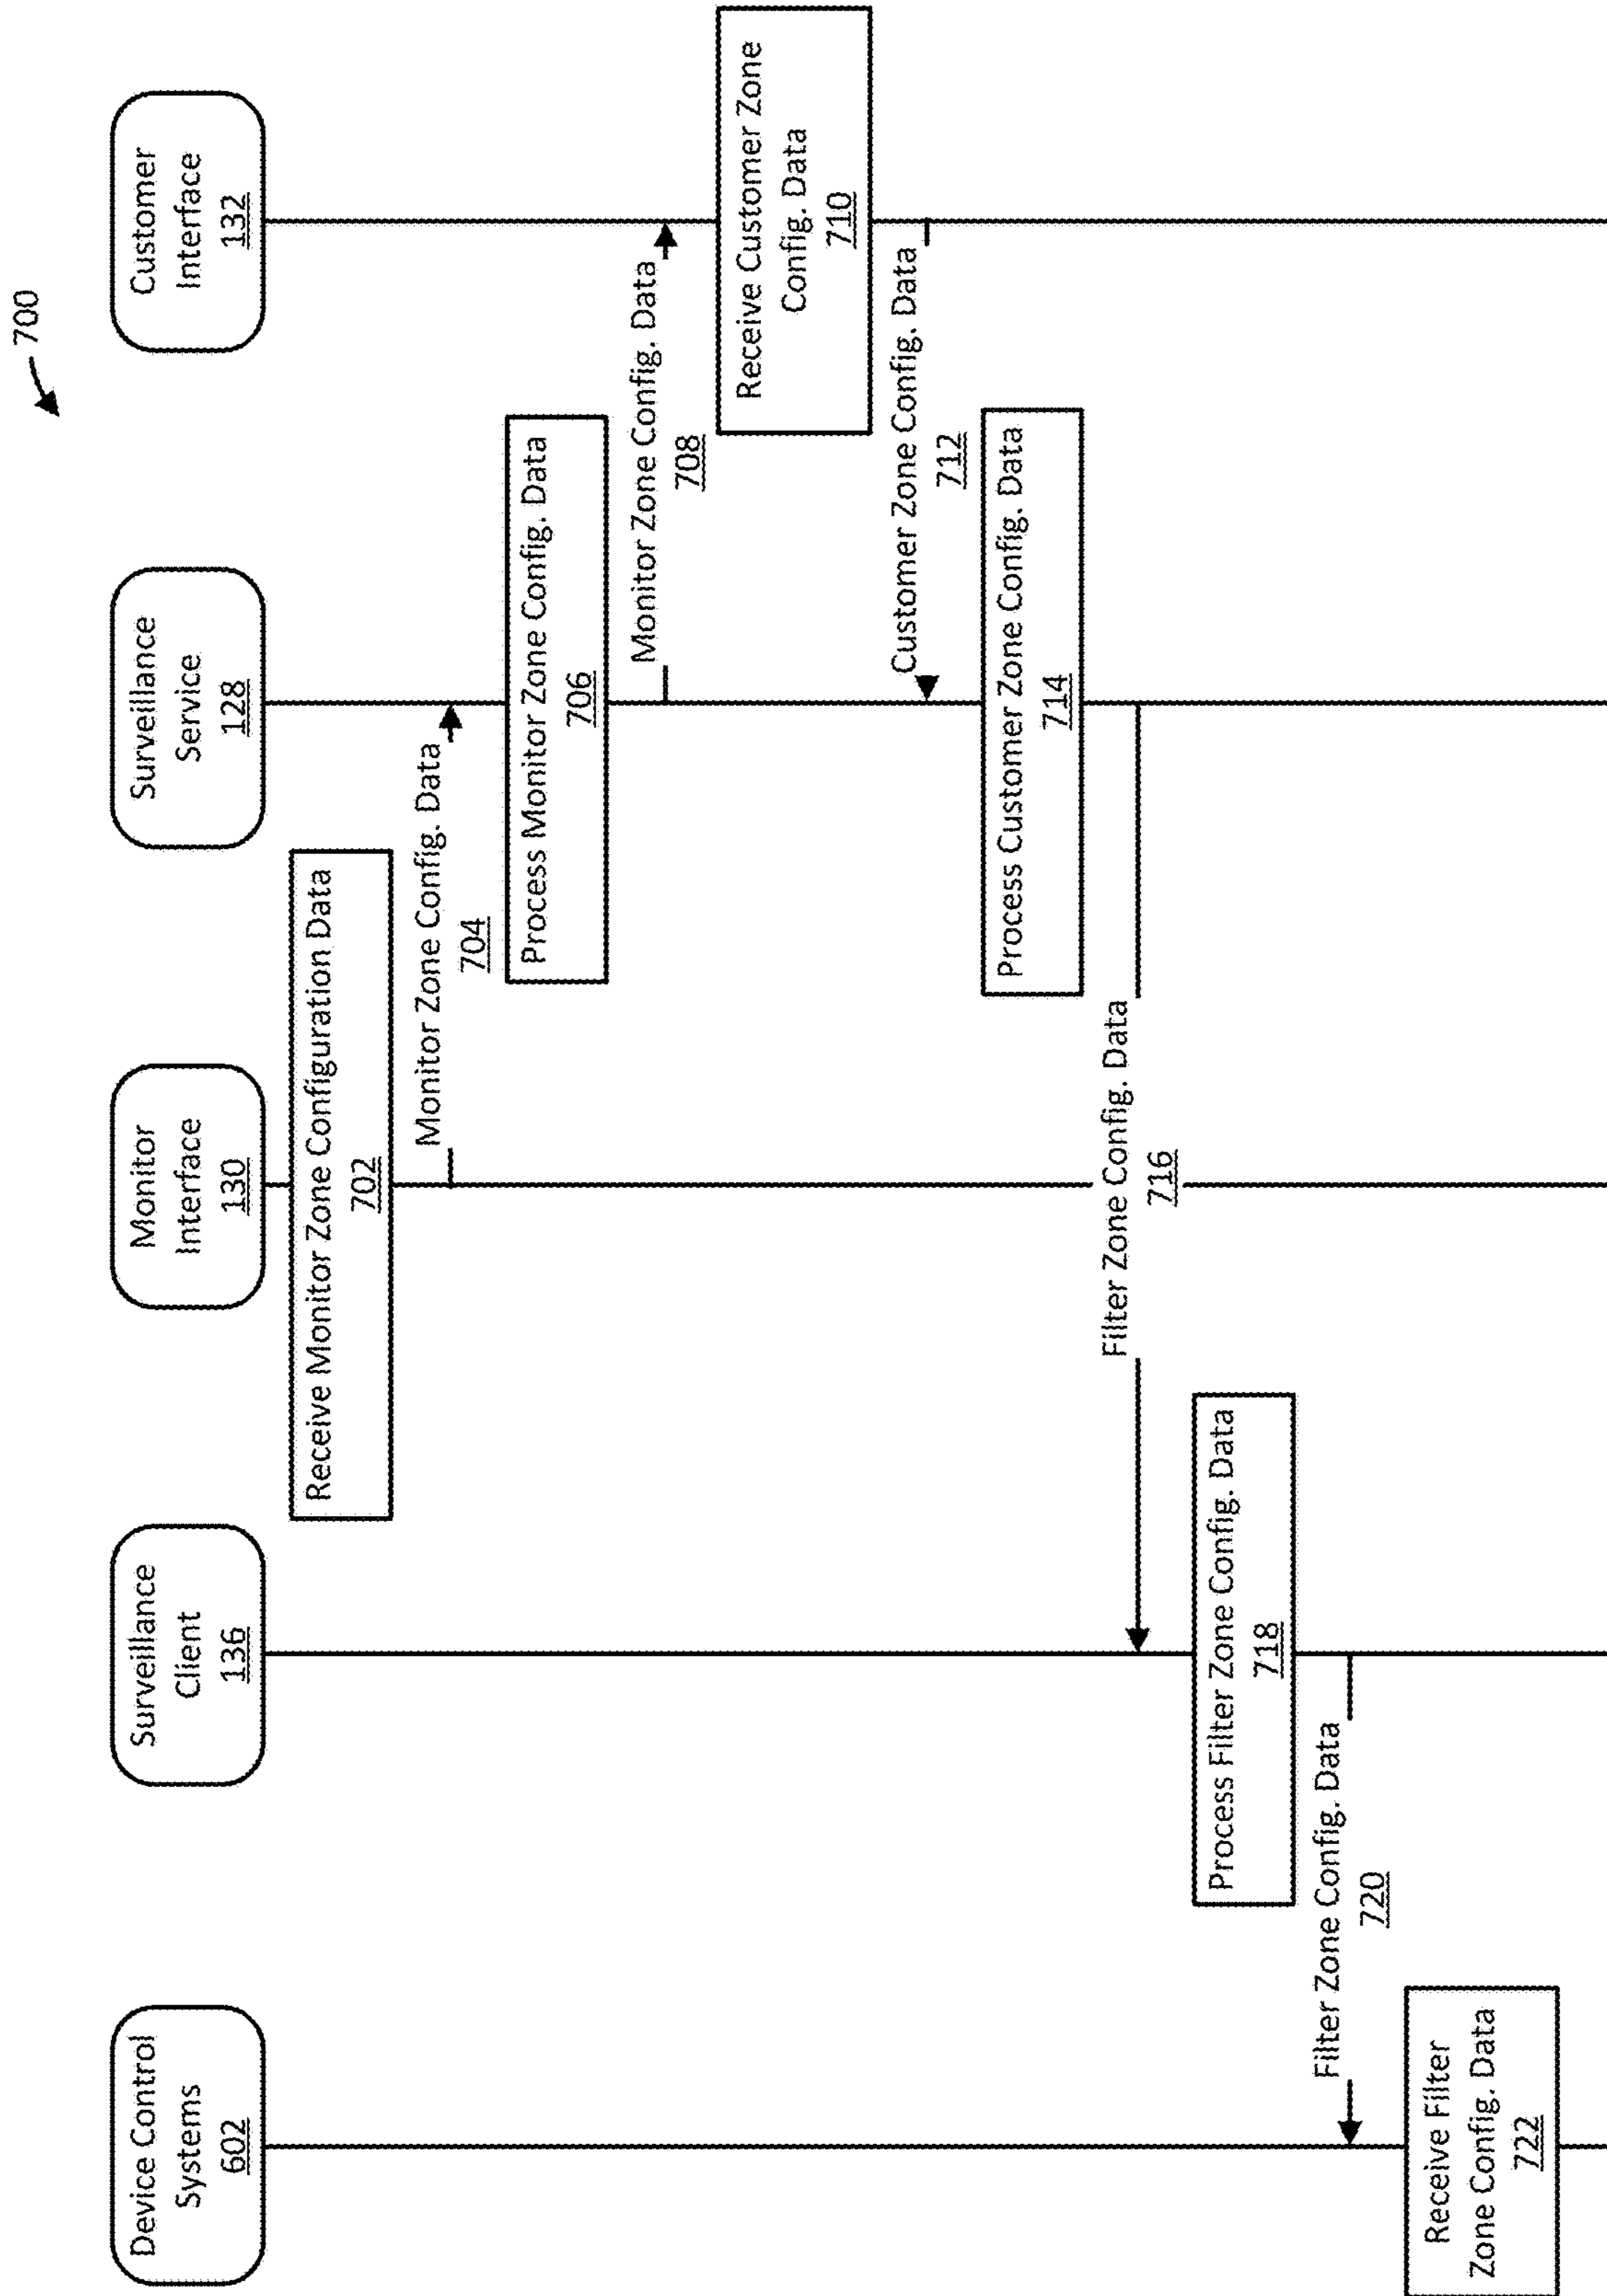 700
Device Control
Systems
602
Surveillance
Client
136
Monitor
Interface
130
Surveillance
Service
128
Customer
Interface
132
Receive Monitor Zone Configuration Data
702
Monitor Zone Config. Data
704
Process Monitor Zone Config. Data
706
Monitor Zone Config. Data
708
Receive Customer Zone
Config. Data
710
Customer Zone Config. Data
712
Process Customer Zone Config. Data
714
Filter Zone Config. Data
716
Process Filter Zone Config. Data
718
Filter Zone Config. Data
720
Receive Filter
Zone Config. Data
722